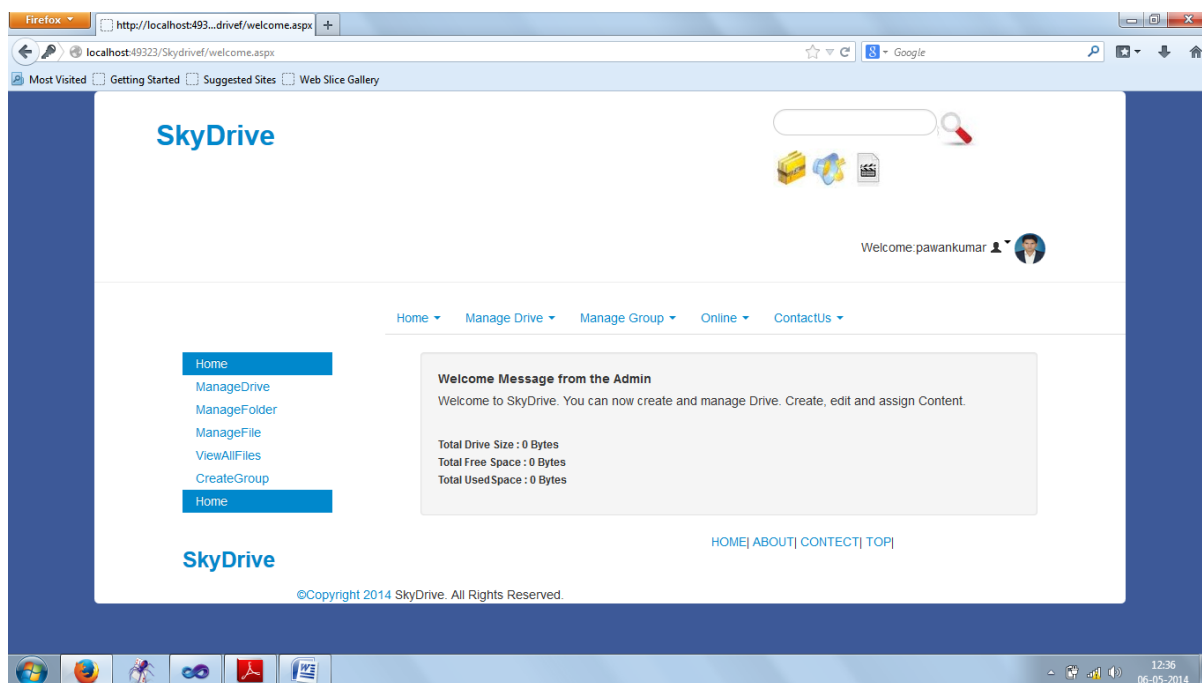 Firefox
http://localhost:493...drivef/welcome.aspx
localhost:49323/Skydrivef/welcome.aspx
8 Google
Most Visited Getting Started Suggested Sites Web Slice Gallery
SkyDrive
Welcome:pawankumar
Home Manage Drive Manage Group Online ContactUs
Home
ManageDrive
ManageFolder
ManageFile
ViewAllFiles
CreateGroup
Home
Welcome Message from the Admin
Welcome to SkyDrive. You can now create and manage Drive. Create, edit and assign Content.
Total Drive Size : 0 Bytes
Total Free Space : 0 Bytes
Total UsedSpace : 0 Bytes
HOME| ABOUT| CONTECT| TOP|
SkyDrive
©Copyright 2014 SkyDrive. All Rights Reserved.
12:36
06-05-2014